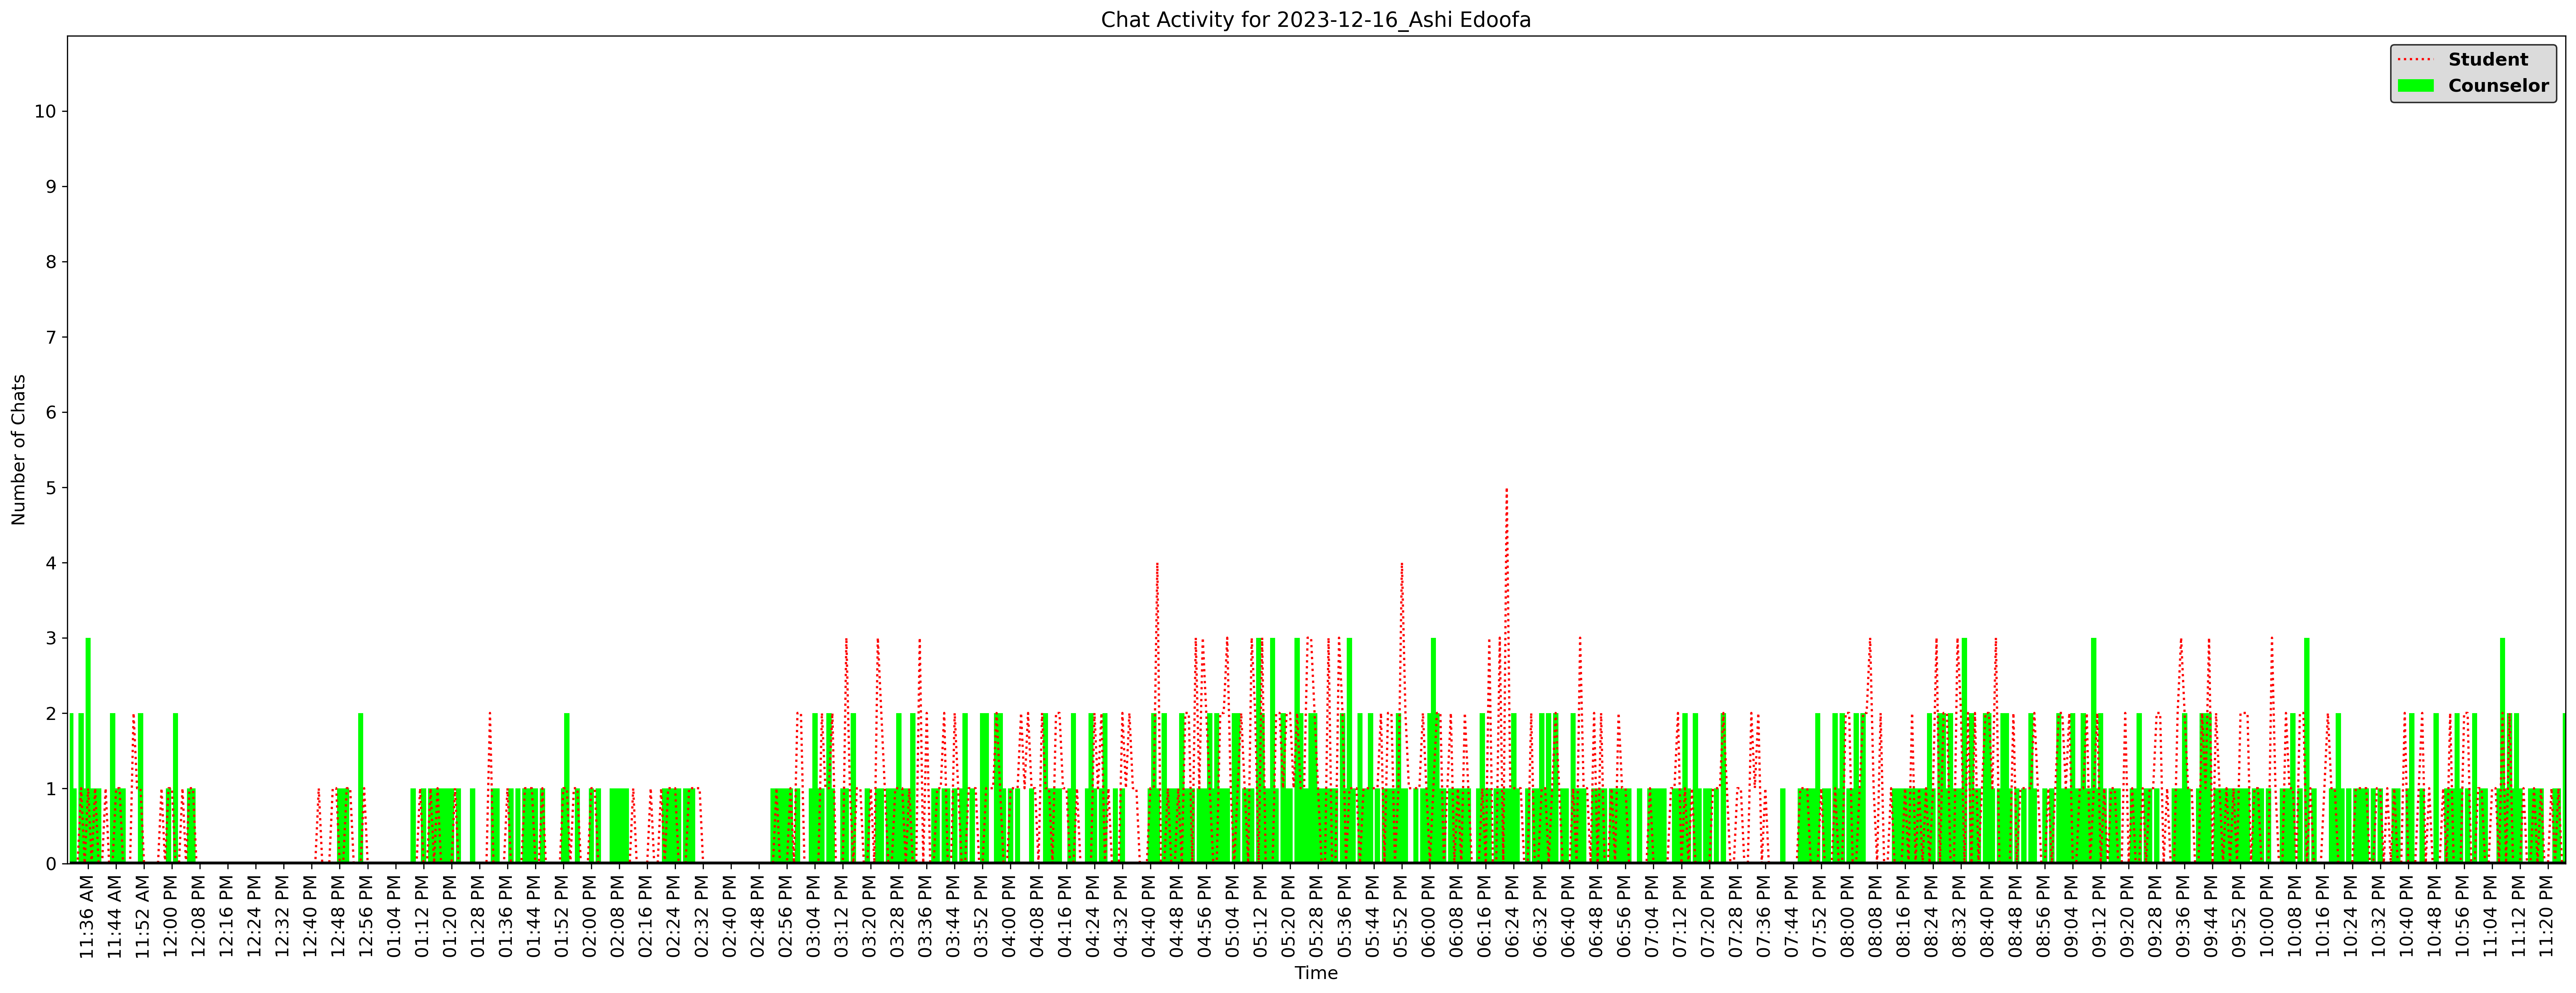 Chat Activity for 2023-12-16_Ashi Edoofa
Student
Counselor
Number of Chats
10
9
8
7
6
5
4
3
2
1
0
11:36 AM
11:44 AM
11:52 AM
12:00 PM
12:08 PM
12:16 PM
12:24 PM
12:32 PM
12:40 PM
12:48 PM
12:56 PM
01:04 PM
01:12 PM
01:20 PM
01:28 PM
01:36 PM
01:44 PM
01:52 PM
02:00 PM
02:08 PM
02:16 PM
02:24 PM
02:32 PM
02:40 PM
02:48 PM
02:56 PM
03:04 PM
03:12 PM
03:20 PM
03:28 PM
03:36 PM
03:44 PM
03:52 PM
04:00 PM
04:08 PM
04:16 PM
04:24 PM
04:32 PM
04:40 PM
04:48 PM
04:56 PM
05:04 PM
05:12 PM
05:20 PM
05:28 PM
05:36 PM
05:44 PM
05:52 PM
06:00 PM
06:08 PM
06:16 PM
06:24 PM
06:32 PM
06:40 PM
06:48 PM
06:56 PM
07:04 PM
07:12 PM
07:20 PM
07:28 PM
07:36 PM
07:44 PM
07:52 PM
08:00 PM
08:08 PM
08:16 PM
08:24 PM
08:32 PM
08:40 PM
08:48 PM
08:56 PM
09:04 PM
09:12 PM
09:20 PM
09:28 PM
09:36 PM
09:44 PM
09:52 PM
10:00 PM
10:08 PM
10:16 PM
10:24 PM
10:32 PM
10:40 PM
10:48 PM
10:56 PM
11:04 PM
11:12 PM
11:20 PM
Time